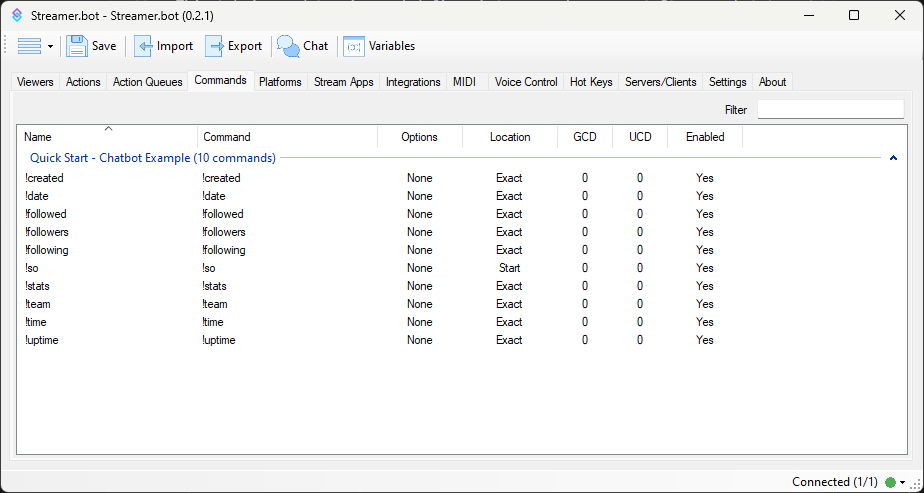 Streamer.bot - Streamer.bot (0.2.1)
Save Import Export Chat (x) Variables
Viewers Actions Action Queues Commands Platforms Stream Apps Integrations MIDI Voice Control Hot Keys Servers/Clients Settings About
Filter
Name Command Options Location GCD UCD Enabled
Quick Start - Chatbot Example (10 commands)
!created !created None Exact 0 0 Yes
!date !date None Exact 0 0 Yes
!followed !followed None Exact 0 0 Yes
!followers !followers None Exact 0 0 Yes
!following !following None Exact 0 0 Yes
!so !so None Start 0 0 Yes
!stats !stats None Exact 0 0 Yes
!team !team None Exact 0 0 Yes
!time !time None Exact 0 0 Yes
!uptime !uptime None Exact 0 0 Yes
Connected (1/1)